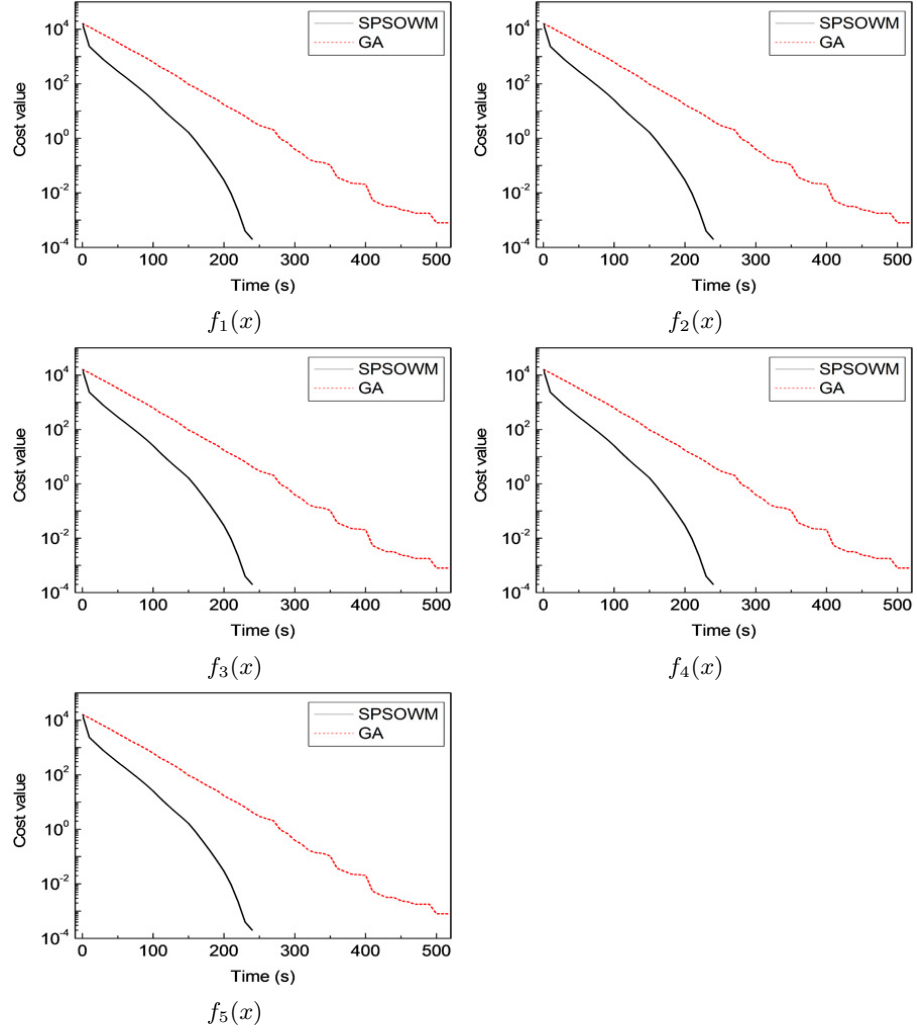 SPSOWM
GA
Cost value
10^4
10^2
10^0
10^-2
10^-4
0 100 200 300 400 500
Time (s)
f_1(x)
SPSOWM
GA
Cost value
10^4
10^2
10^0
10^-2
10^-4
0 100 200 300 400 500
Time (s)
f_2(x)
SPSOWM
GA
Cost value
10^4
10^2
10^0
10^-2
10^-4
0 100 200 300 400 500
Time (s)
f_3(x)
SPSOWM
GA
Cost value
10^4
10^2
10^0
10^-2
10^-4
0 100 200 300 400 500
Time (s)
f_4(x)
SPSOWM
GA
Cost value
10^4
10^2
10^0
10^-2
10^-4
0 100 200 300 400 500
Time (s)
f_5(x)